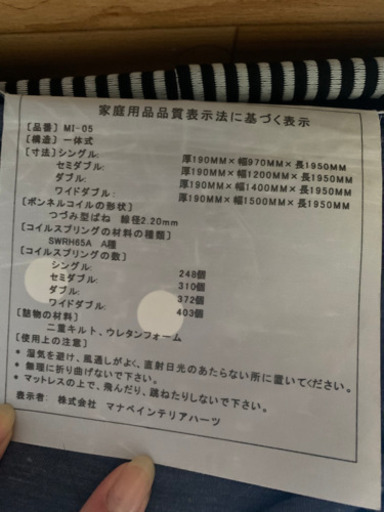 家庭用品品質表示法に基づく表示
[品番] MI-05
[構造] 一体式
[寸法] シングル: 厚190MM×幅970MM×長1950MM
セミダブル: 厚190MM×幅1200MM×長1950MM
ダブル: 厚190MM×幅1400MM×長1950MM
ワイドダブル: 厚190MM×幅1500MM×長1950MM
[ボンネルコイルの形状]
つづみ型ばね 線径2.20mm
[コイルスプリングの材料の種類]
SWRH65A A種
[コイルスプリングの数]
シングル: 248個
セミダブル: 310個
ダブル: 372個
ワイドダブル: 403個
[詰物の材料]
二重キルト、ウレタンフォーム
[使用上の注意]
* 湿気を避け、風通しがよく、直射日光のあたらない所に置いてください。
* 無理に折り曲げないで下さい。
* マットレスの上で、飛んだり、跳ねたりしないで下さい。
表示者: 株式会社 マナベインテリアハーツ